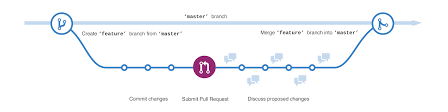 'master' branch
Create 'feature' branch from 'master'
Merge 'feature' branch into 'master'
Commit changes
Submit Pull Request
Discuss proposed changes